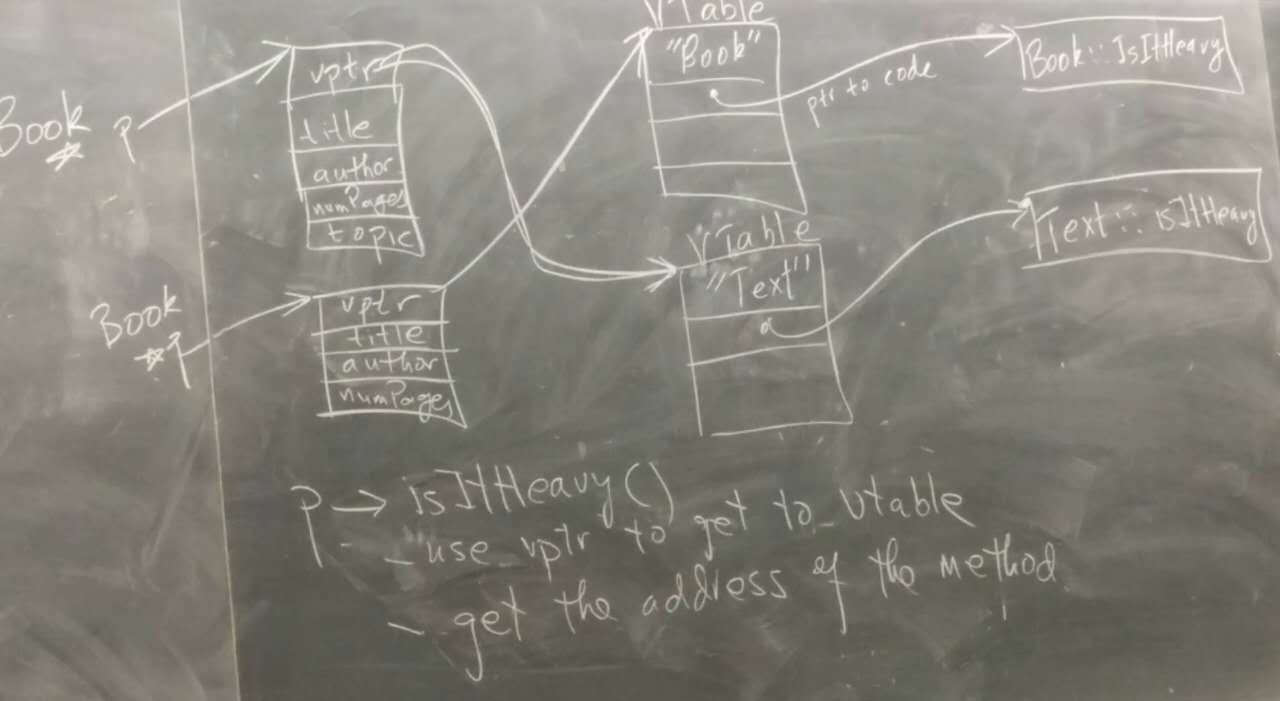 Book
* p
vptr
title
author
numPages
topic
Book
* p
vptr
title
author
numPages
VTable
"Book"
ptr to code
Book::IsItHeavy
VTable
"Text"
Text::isItHeavy
p → isItHeavy()
- use vptr to get to vtable
- get the address of the method